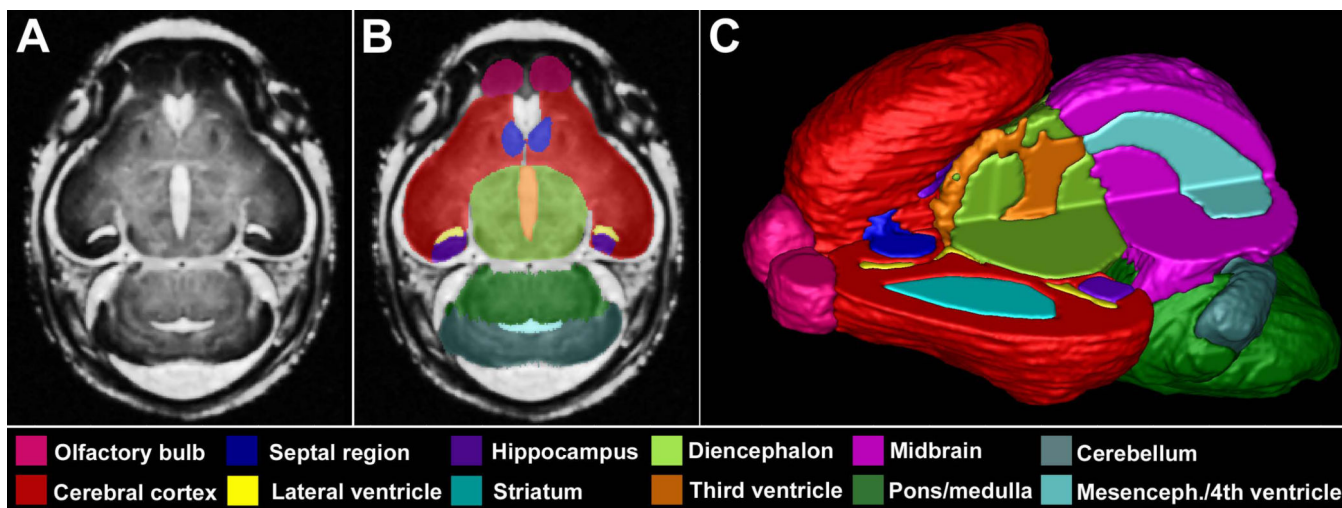 A B C
Olfactory bulb Septal region Hippocampus Diencephalon Midbrain Cerebellum
Cerebral cortex Lateral ventricle Striatum Third ventricle Pons/medulla Mesenceph./4th ventricle